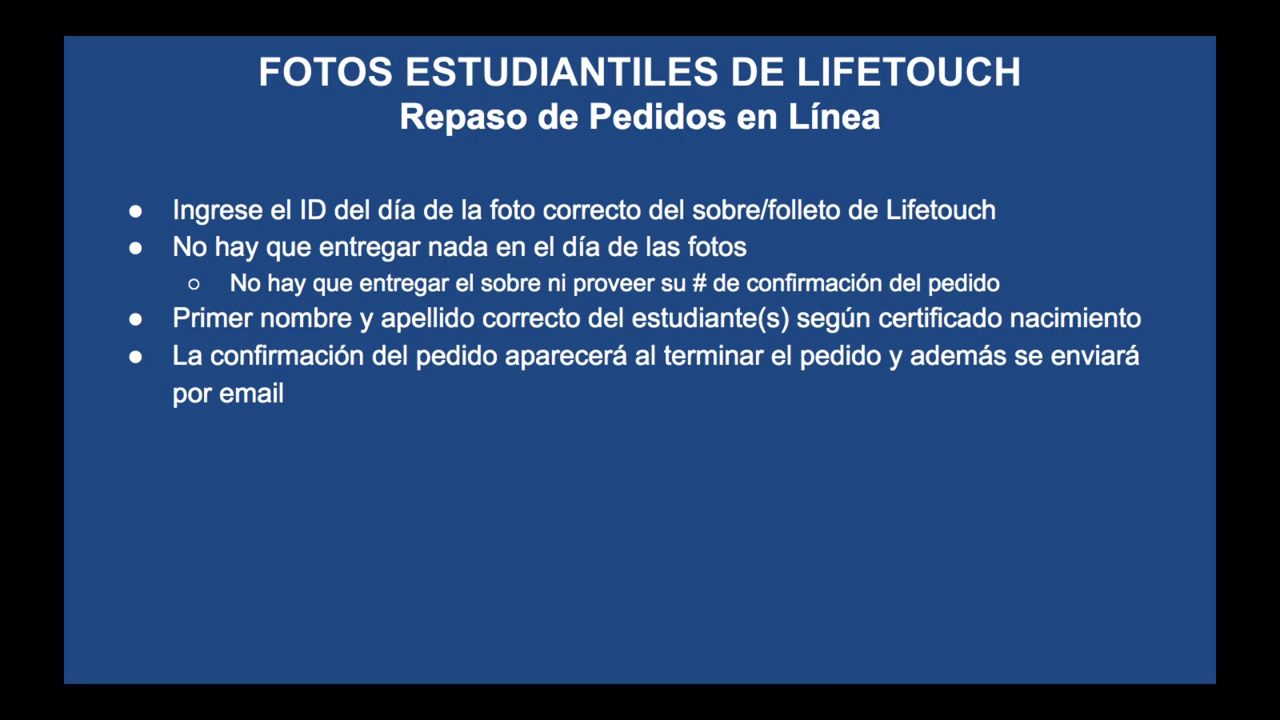 FOTOS ESTUDIANTILES DE LIFETOUCH
Repaso de Pedidos en Línea
● Ingrese el ID del día de la foto correcto del sobre/folleto de Lifetouch
● No hay que entregar nada en el día de las fotos
○ No hay que entregar el sobre ni proveer su # de confirmación del pedido
● Primer nombre y apellido correcto del estudiante(s) según certificado nacimiento
● La confirmación del pedido aparecerá al terminar el pedido y además se enviará
por email